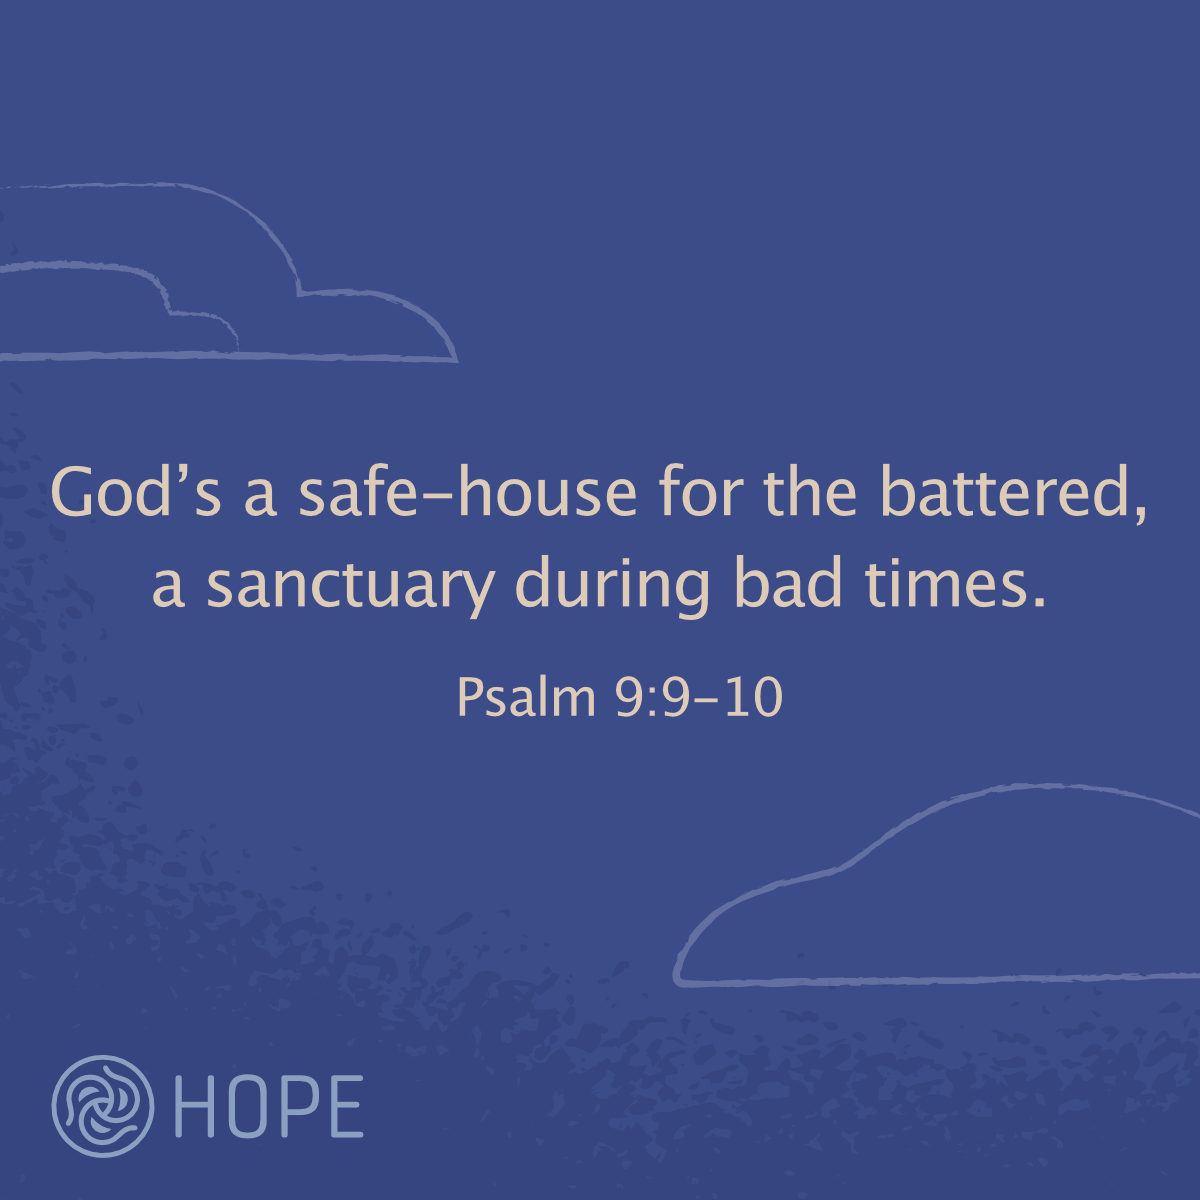 God’s a safe–house for the battered,
a sanctuary during bad times.
Psalm 9:9–10
HOPE